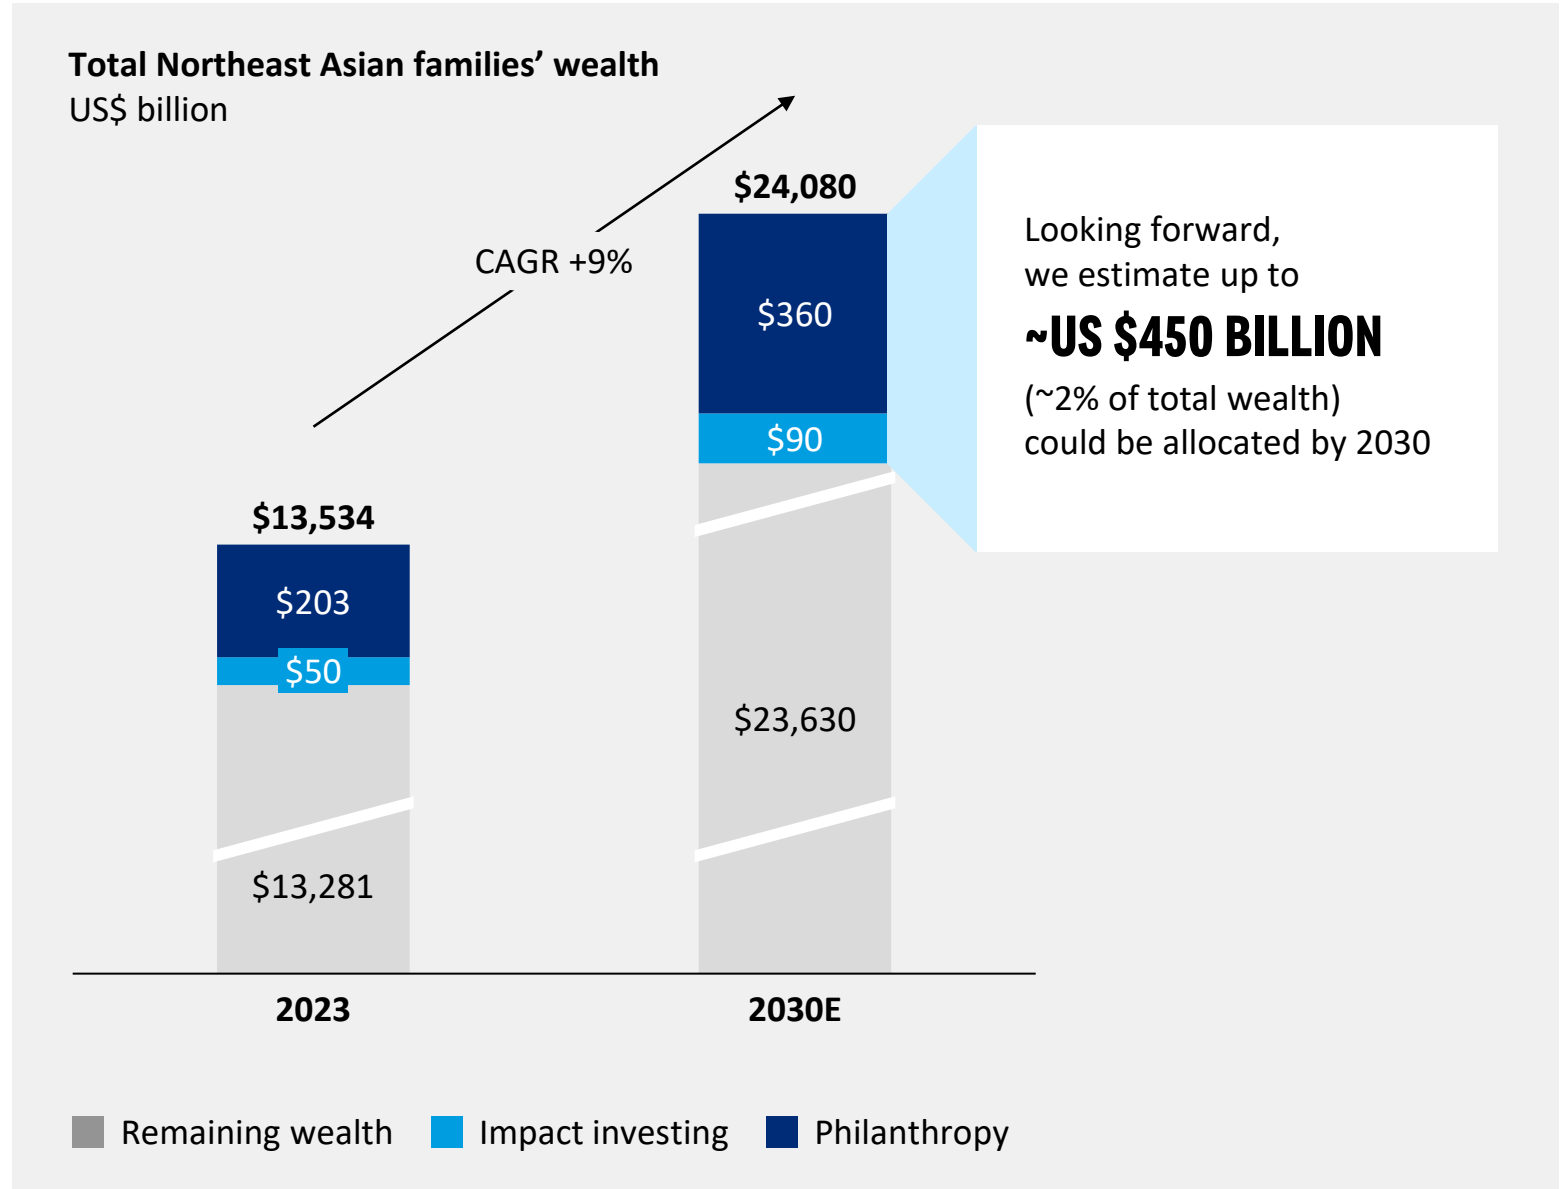 Total Northeast Asian families’ wealth
US$ billion
CAGR +9%
$13,534
$203
$50
$13,281
2023
$24,080
$360
$90
$23,630
2030E
Looking forward,
we estimate up to
~US $450 BILLION
(~2% of total wealth)
could be allocated by 2030
Remaining wealth
Impact investing
Philanthropy